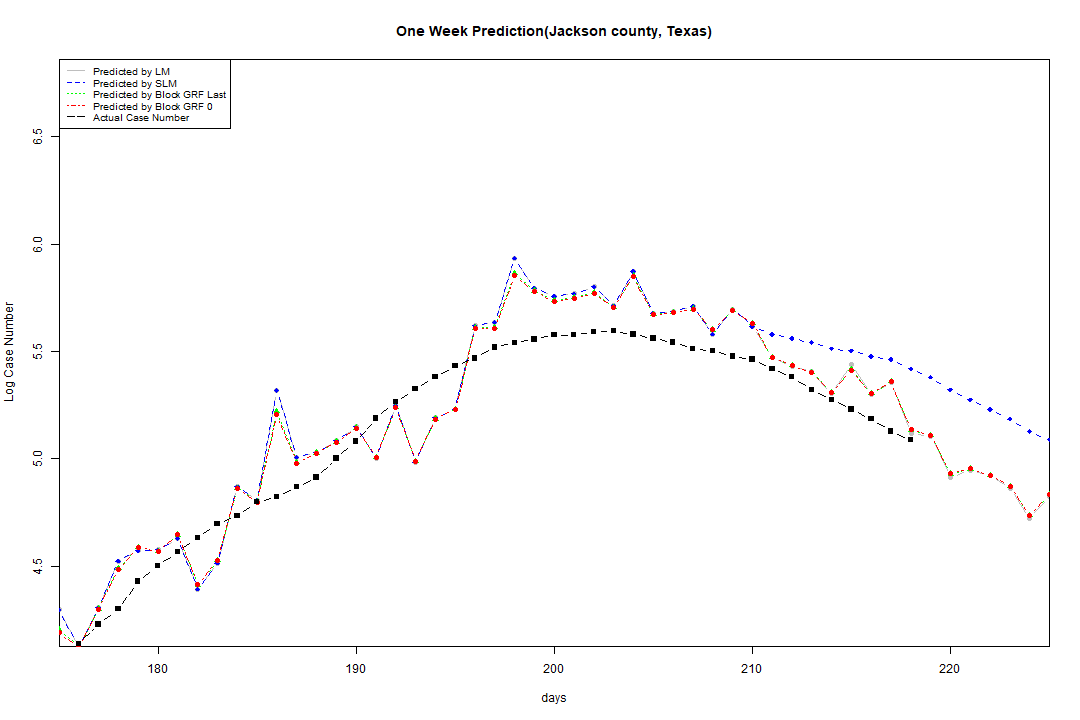 One Week Prediction(Jackson county, Texas)
Predicted by LM
Predicted by SLM
Predicted by Block GRF Last
Predicted by Block GRF 0
Actual Case Number
6.5
6.0
5.5
5.0
4.5
Log Case Number
180 190 200 210 220
days